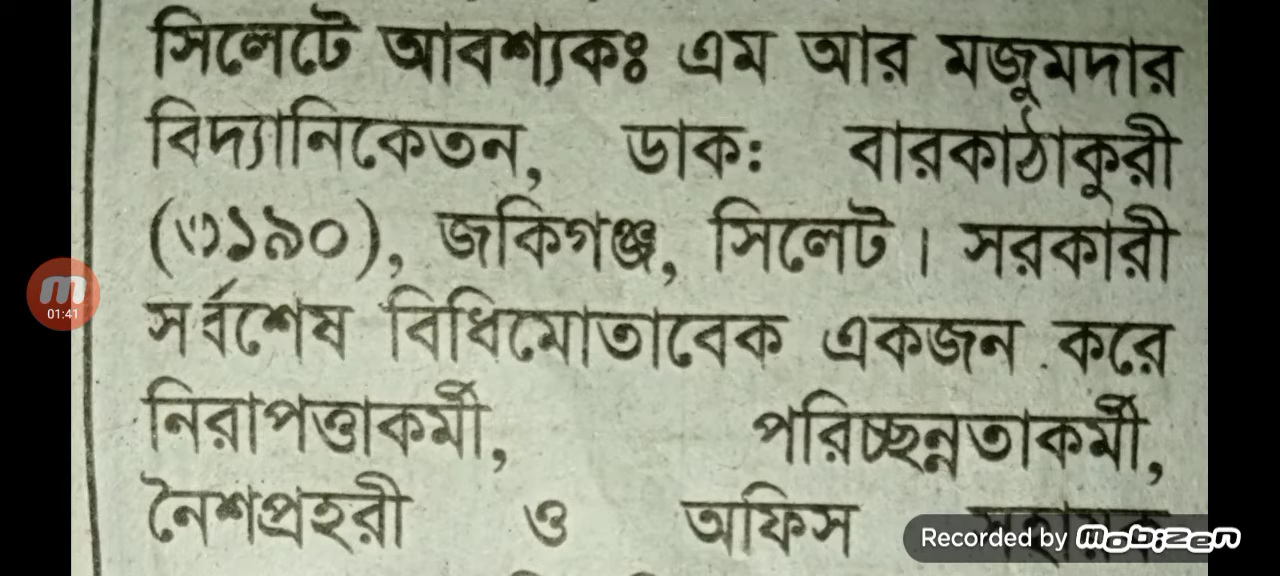 সিলেটে আবশ্যকঃ এম আর মজুমদার
বিদ্যানিকেতন, ডাক: বারকাঠাকুরী
(৩১৯০), জকিগঞ্জ, সিলেট । সরকারী
সর্বশেষ বিধিমোতাবেক একজন করে
নিরাপত্তাকর্মী, পরিচ্ছন্নতাকর্মী,
নৈশপ্রহরী ও অফিস
01:41
Recorded by mobizen